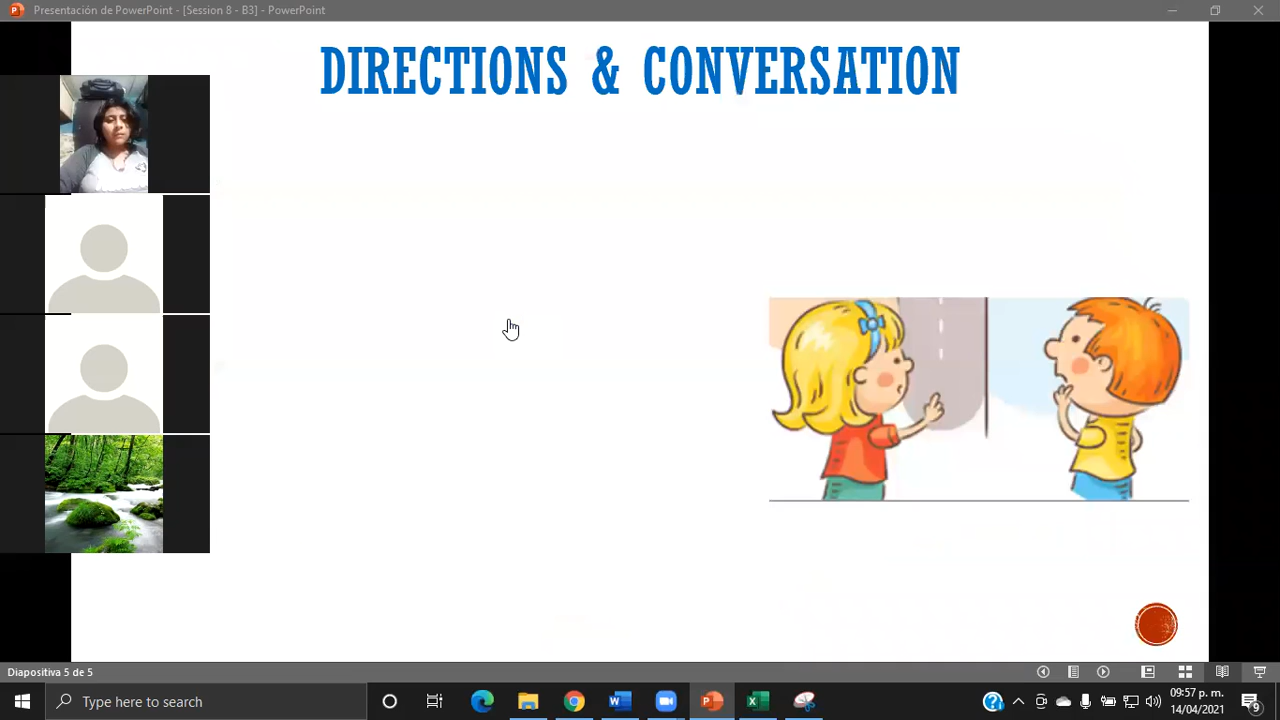 Presentación de PowerPoint - [Session 8 - B3] - PowerPoint
DIRECTIONS & CONVERSATION
Diapositiva 5 de 5
Type here to search
09:57 p. m.
14/04/2021
9